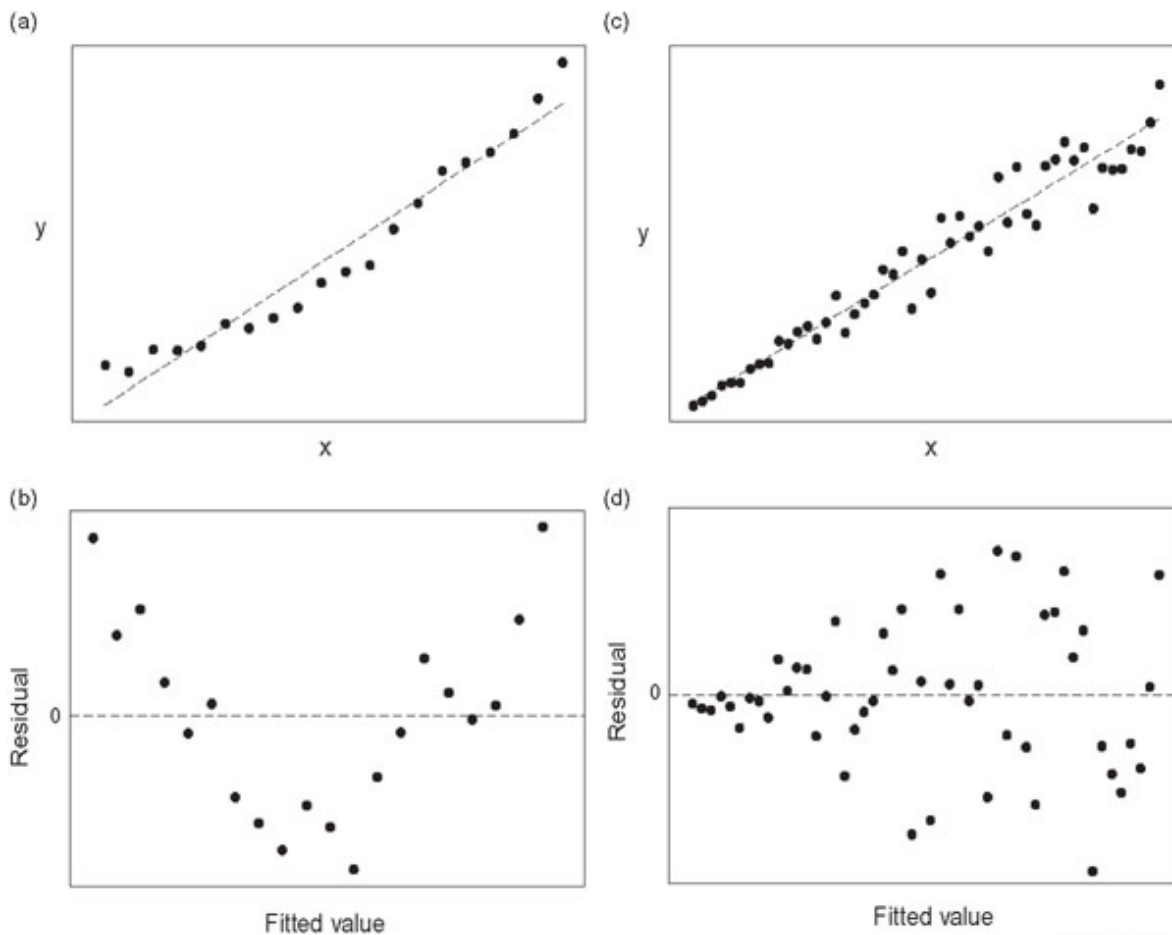 (a)
y
x
(c)
y
x
(b)
Residual
0
Fitted value
(d)
Residual
0
Fitted value